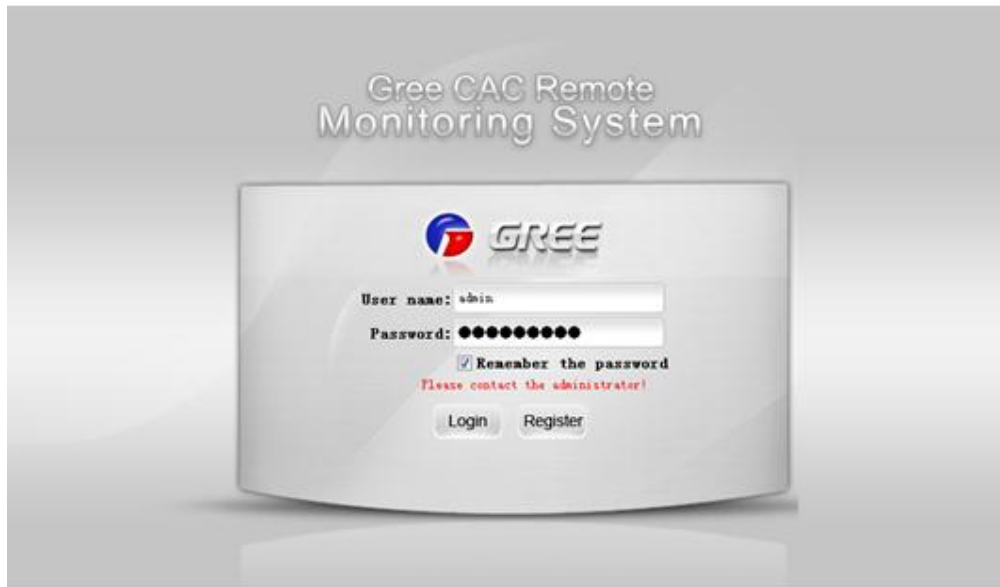 Gree CAC Remote
Monitoring System
GREE
User name: admin
Password: ●●●●●●●●●
Remember the password
Please contact the administrator!
Login Register